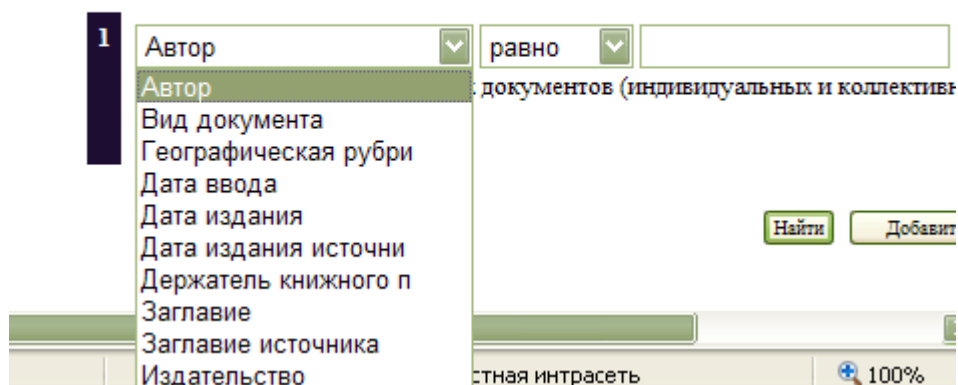 1 Автор равно
Автор
документов (индивидуальных и коллективн
Вид документа
Географическая рубри
Дата ввода
Дата издания
Дата издания источни
Найти Добавит
Держатель книжного п
Заглавие
Заглавие источника
Издательство
стная интрасеть 100%